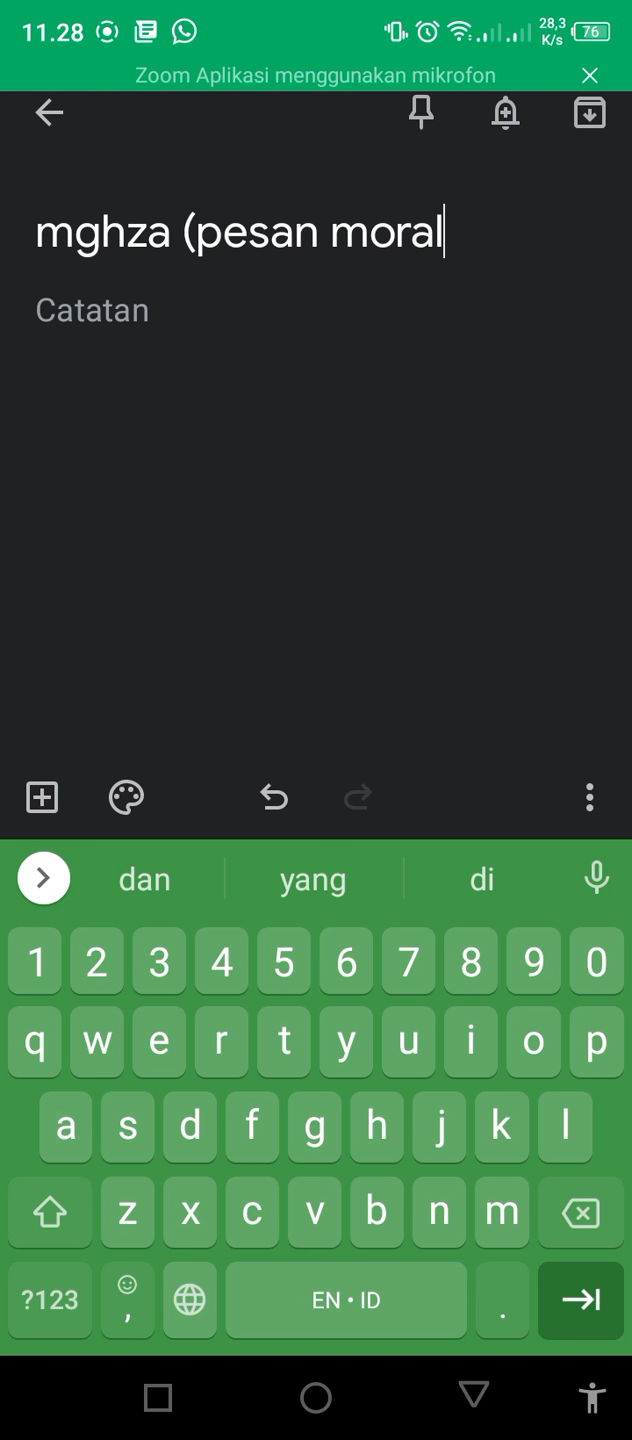 11.28 28,3 K/s 76
Zoom Aplikasi menggunakan mikrofon
mghza (pesan moral
Catatan
dan yang di
1 2 3 4 5 6 7 8 9 0
q w e r t y u i o p
a s d f g h j k l
z x c v b n m
?123 , EN • ID .